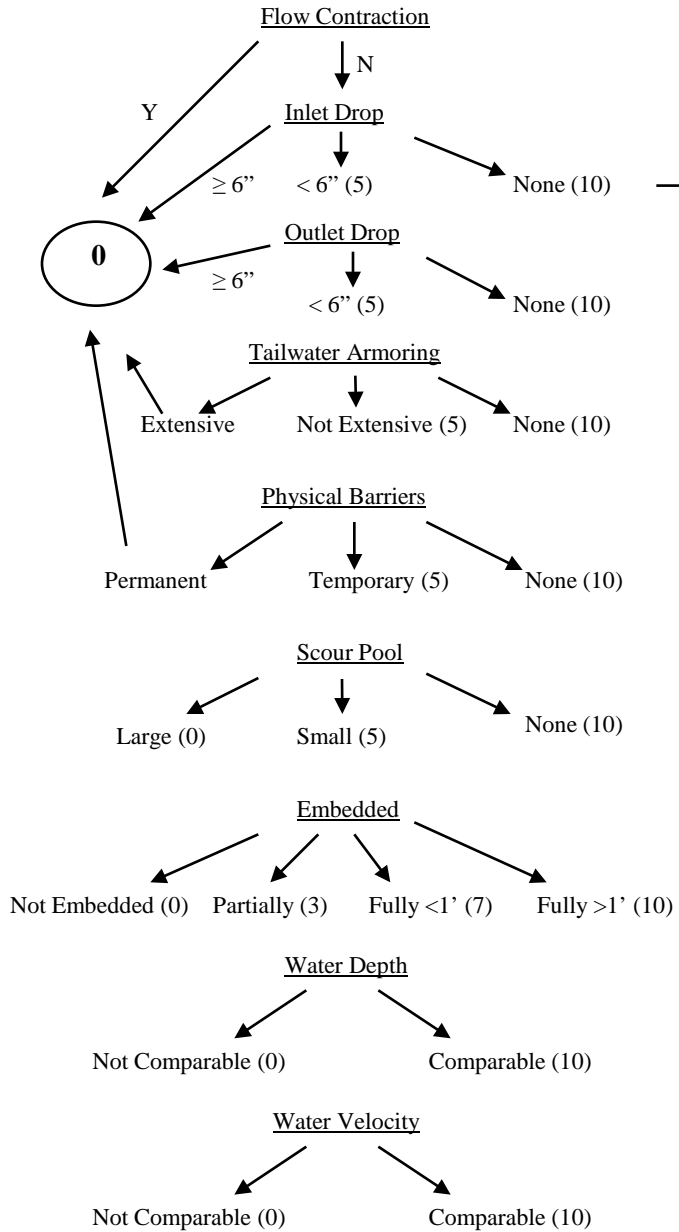 Flow Contraction
N
Y
Inlet Drop
≥ 6” < 6” (5) None (10)
Outlet Drop
0
≥ 6”
< 6” (5) None (10)
Tailwater Armoring
Extensive Not Extensive (5) None (10)
Physical Barriers
Permanent Temporary (5) None (10)
Scour Pool
Large (0) Small (5) None (10)
Embedded
Not Embedded (0) Partially (3) Fully <1’ (7) Fully >1’ (10)
Water Depth
Not Comparable (0) Comparable (10)
Water Velocity
Not Comparable (0) Comparable (10)